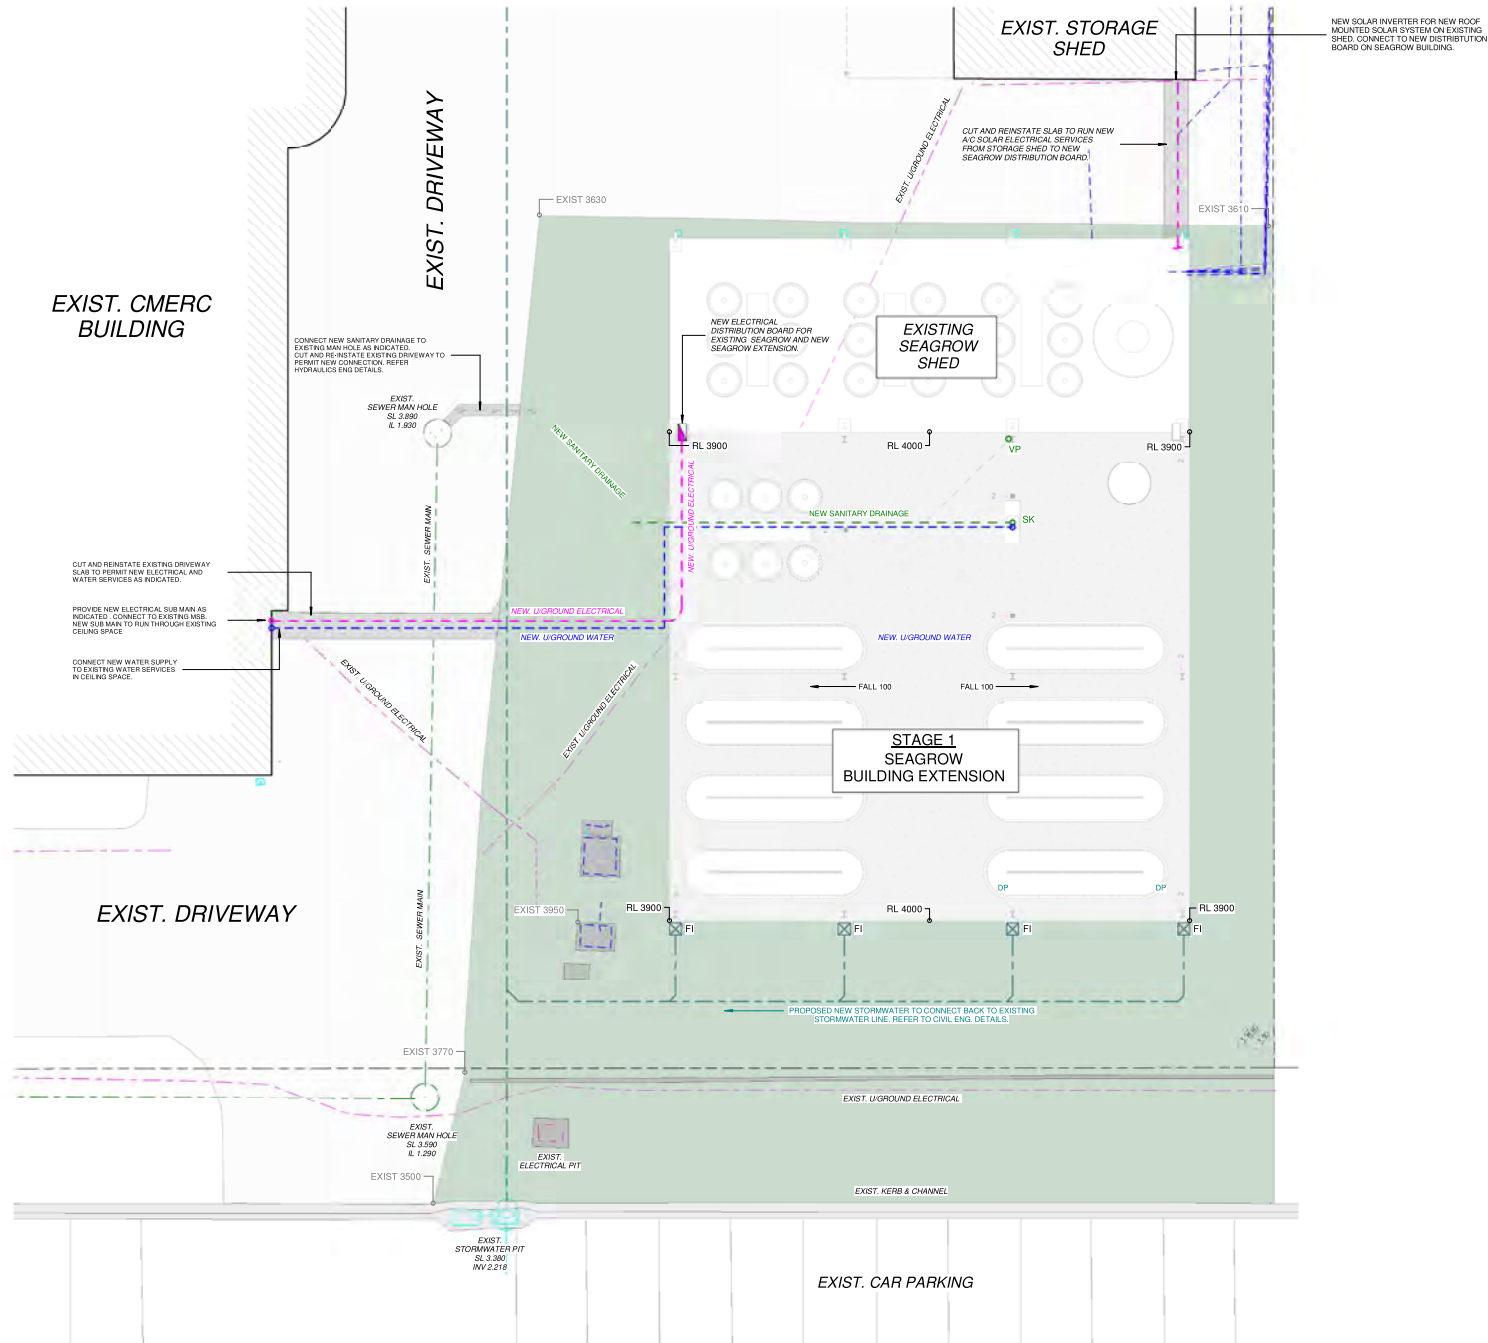 EXIST. STORAGE
SHED
NEW SOLAR INVERTER FOR NEW ROOF
MOUNTED SOLAR SYSTEM ON EXISTING
SHED. CONNECT TO NEW DISTRIBTUTION
BOARD ON SEAGROW BUILDING.
EXIST. DRIVEWAY
EXIST. U/GROUND ELECTRICAL
CUT AND REINSTATE SLAB TO RUN NEW
A/C SOLAR ELECTRICAL SERVICES
FROM STORAGE SHED TO NEW
SEAGROW DISTRIBUTION BOARD.
EXIST 3630
EXIST 3610
EXIST. CMERC
BUILDING
NEW ELECTRICAL
DISTRIBUTION BOARD FOR
EXISTING SEAGROW AND NEW
SEAGROW EXTENSION.
EXISTING
SEAGROW
SHED
CONNECT NEW SANITARY DRAINAGE TO
EXISTING MAN HOLE AS INDICATED.
CUT AND RE-INSTATE EXISTING DRIVEWAY TO
PERMIT NEW CONNECTION. REFER
HYDRAULICS ENG DETAILS.
EXIST.
SEWER MAN HOLE
SL 3.890
IL 1.930
RL 3900
RL 4000
RL 3900
VP
NEW SANITARY DRAINAGE
NEW. U/GROUND ELECTRICAL
2
2
NEW SANITARY DRAINAGE
SK
EXIST. SEWER MAIN
CUT AND REINSTATE EXISTING DRIVEWAY
SLAB TO PERMIT NEW ELECTRICAL AND
WATER SERVICES AS INDICATED.
PROVIDE NEW ELECTRICAL SUB MAIN AS
INDICATED . CONNECT TO EXISTING MSB.
NEW SUB MAIN TO RUN THROUGH EXISTING
CEILING SPACE
CONNECT NEW WATER SUPPLY
TO EXISTING WATER SERVICES
IN CEILING SPACE.
NEW. U/GROUND ELECTRICAL
2
NEW. U/GROUND WATER
NEW. U/GROUND WATER
2
EXIST. U/GROUND ELECTRICAL
EXIST. U/GROUND ELECTRICAL
FALL 100
FALL 100
STAGE 1
SEAGROW
BUILDING EXTENSION
EXIST. DRIVEWAY
DP
DP
2
2
EXIST 3950
RL 3900
RL 4000
RL 3900
FI
FI
FI
FI
EXIST. SEWER MAIN
PROPOSED NEW STORMWATER TO CONNECT BACK TO EXISTING
STORMWATER LINE. REFER TO CIVIL ENG. DETAILS.
EXIST 3770
EXIST. U/GROUND ELECTRICAL
EXIST.
SEWER MAN HOLE
SL 3.590
IL 1.290
EXIST.
ELECTRICAL PIT
EXIST 3500
EXIST. KERB & CHANNEL
EXIST.
STORMWATER PIT
SL 3.380
INV 2.218
EXIST. CAR PARKING